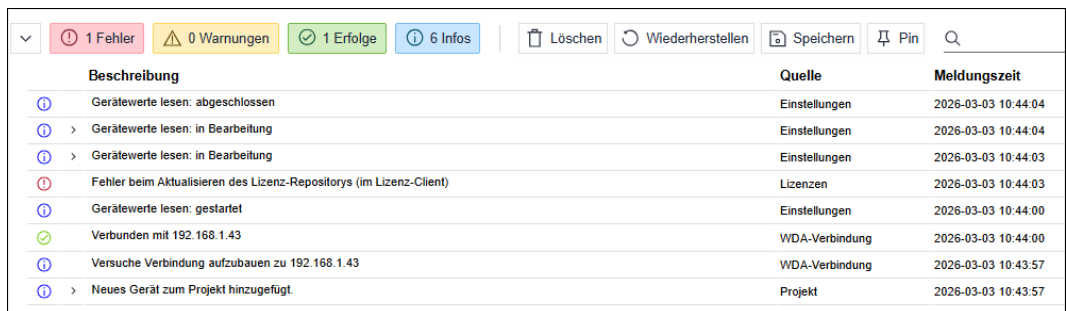 1 Fehler 0 Warnungen 1 Erfolge 6 Infos Löschen Wiederherstellen Speichern Pin
Beschreibung Quelle Meldungszeit
Gerätewerte lesen: abgeschlossen Einstellungen 2026-03-03 10:44:04
Gerätewerte lesen: in Bearbeitung Einstellungen 2026-03-03 10:44:04
Gerätewerte lesen: in Bearbeitung Einstellungen 2026-03-03 10:44:03
Fehler beim Aktualisieren des Lizenz-Repositorys (im Lizenz-Client) Lizenzen 2026-03-03 10:44:03
Gerätewerte lesen: gestartet Einstellungen 2026-03-03 10:44:00
Verbunden mit 192.168.1.43 WDA-Verbindung 2026-03-03 10:44:00
Versuche Verbindung aufzubauen zu 192.168.1.43 WDA-Verbindung 2026-03-03 10:43:57
Neues Gerät zum Projekt hinzugefügt. Projekt 2026-03-03 10:43:57